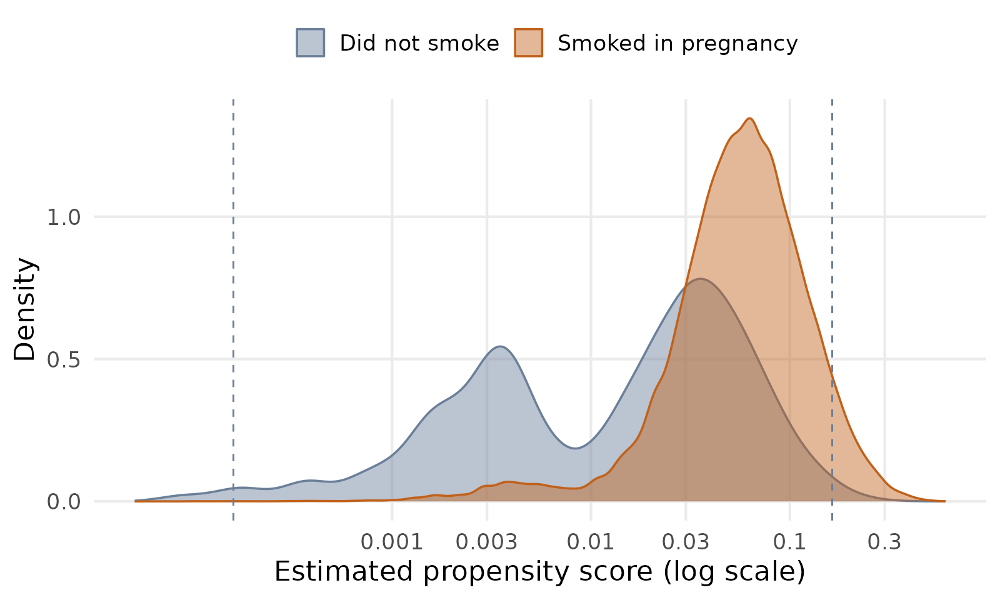 Did not smoke Smoked in pregnancy
Density
1.0
0.5
0.0
0.001 0.003 0.01 0.03 0.1 0.3
Estimated propensity score (log scale)